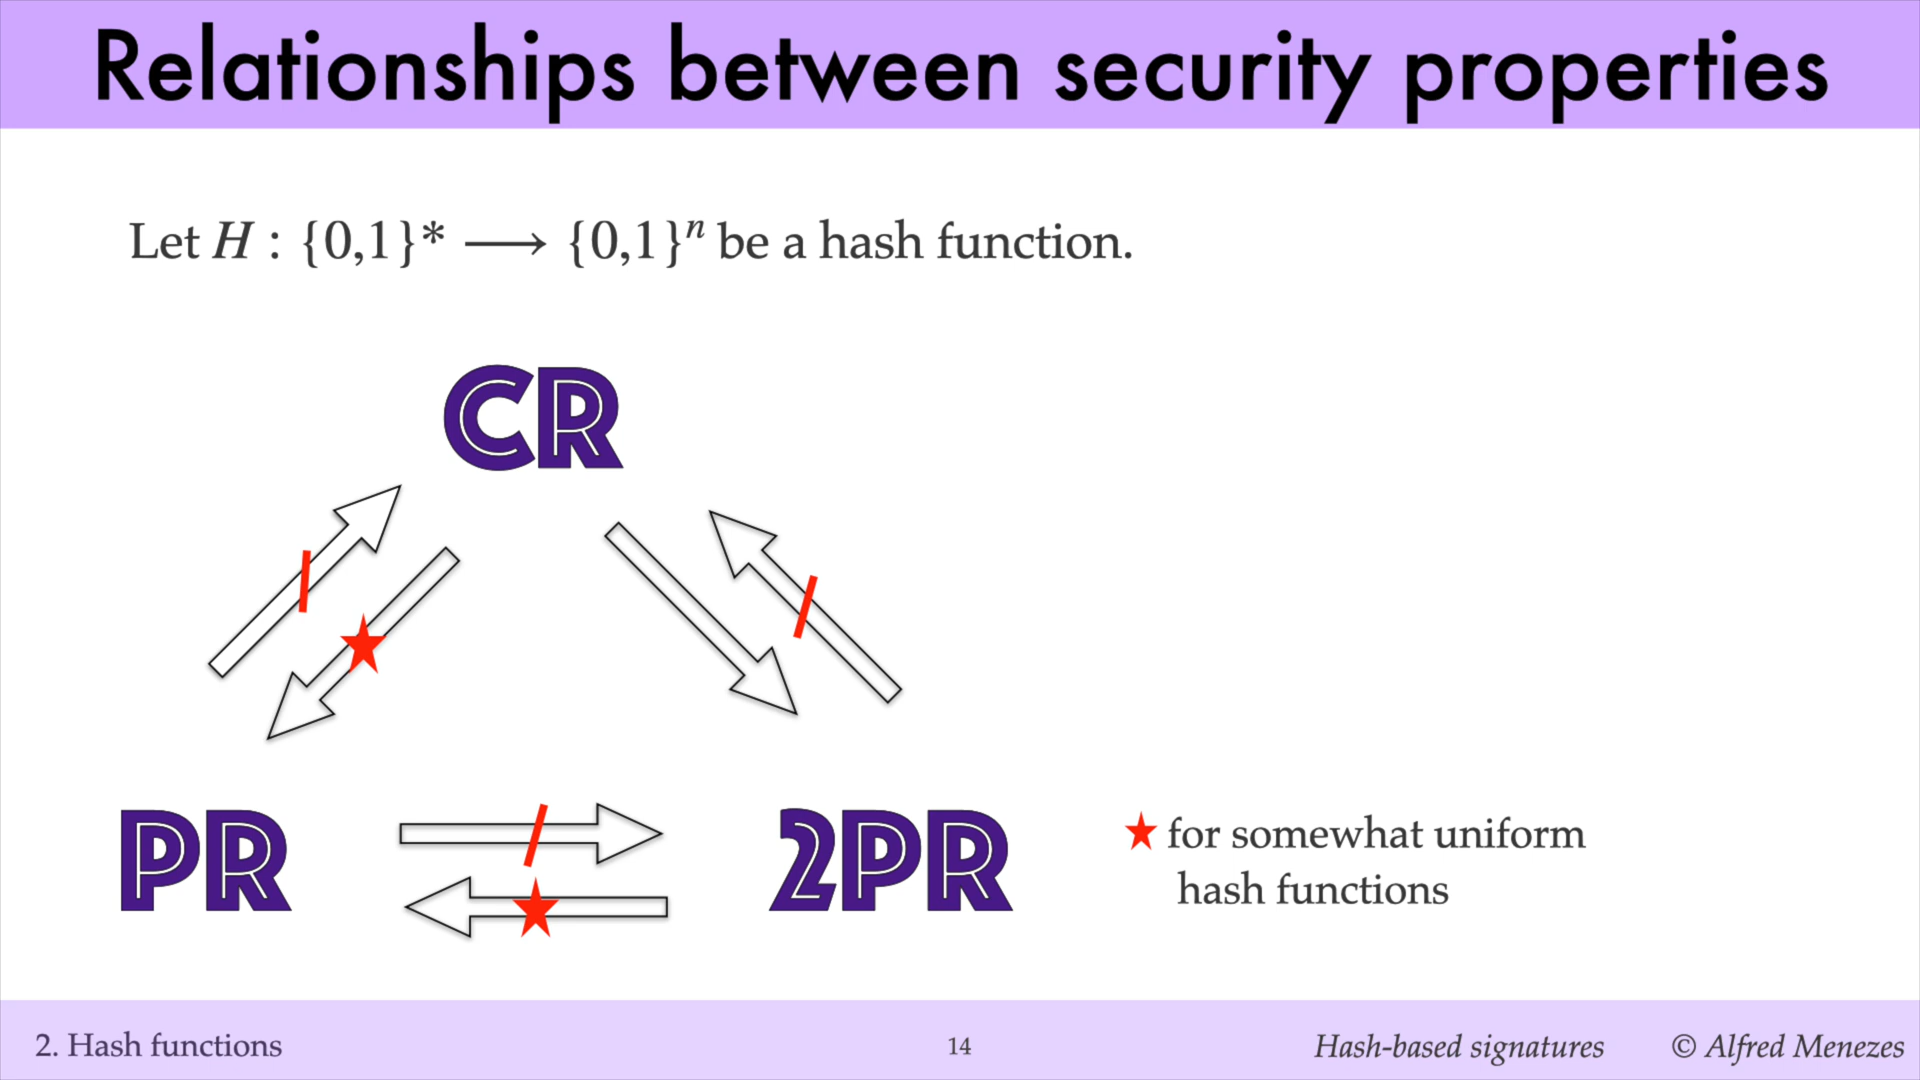 Relationships between security properties
Let H : {0,1}* ⟶ {0,1}ⁿ be a hash function.
CR
PR
2PR
★ for somewhat uniform
hash functions
2. Hash functions
14
Hash-based signatures
© Alfred Menezes